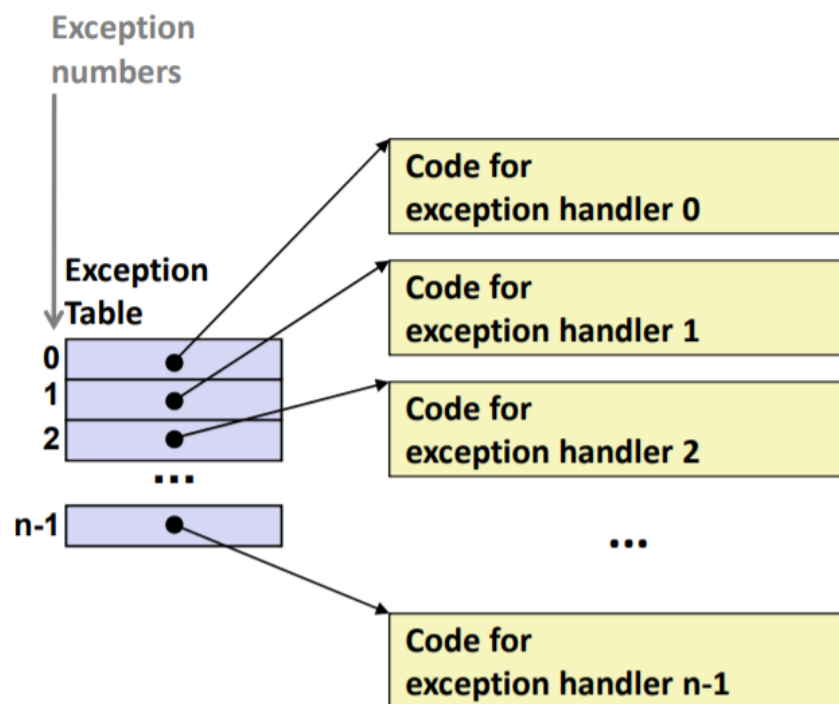 Exception
numbers
Code for
exception handler 0
Exception
Table
Code for
exception handler 1
0
1
2
Code for
exception handler 2
...
n-1
...
Code for
exception handler n-1